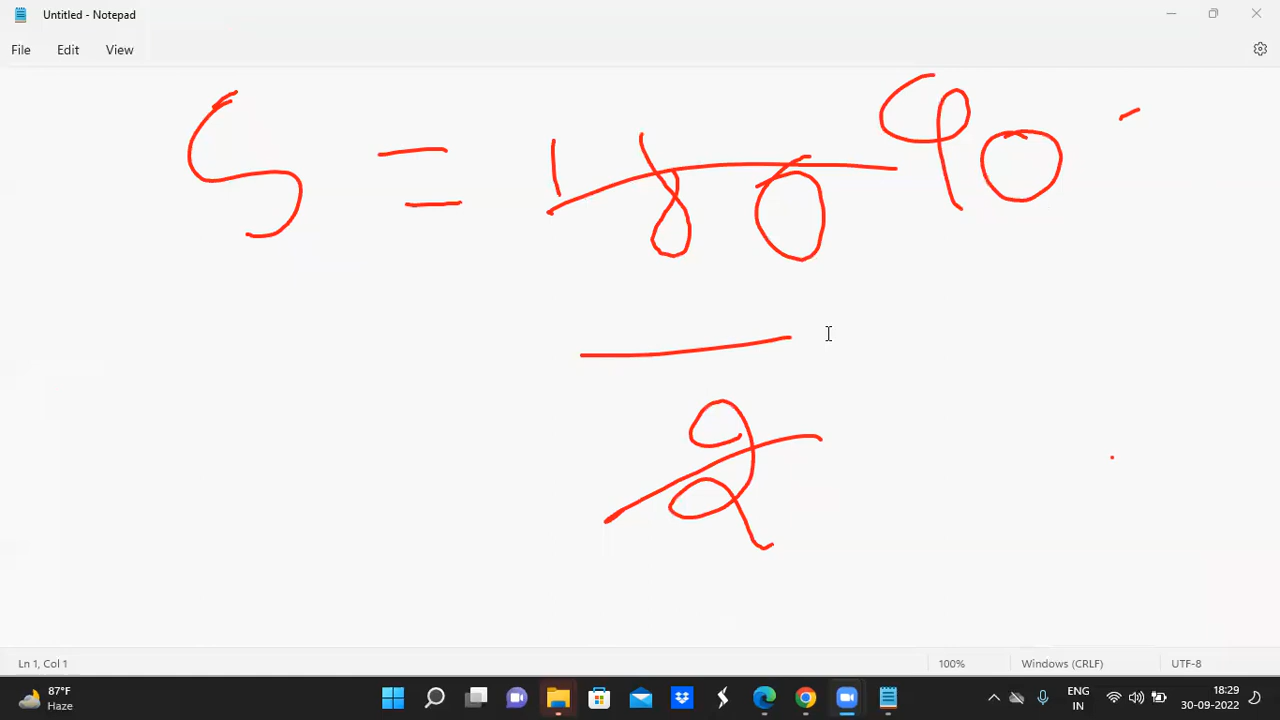 Untitled - Notepad
File Edit View
S = 180 90
2
Ln 1, Col 1 100% Windows (CRLF) UTF-8
87°F
Haze
ENG
IN
18:29
30-09-2022